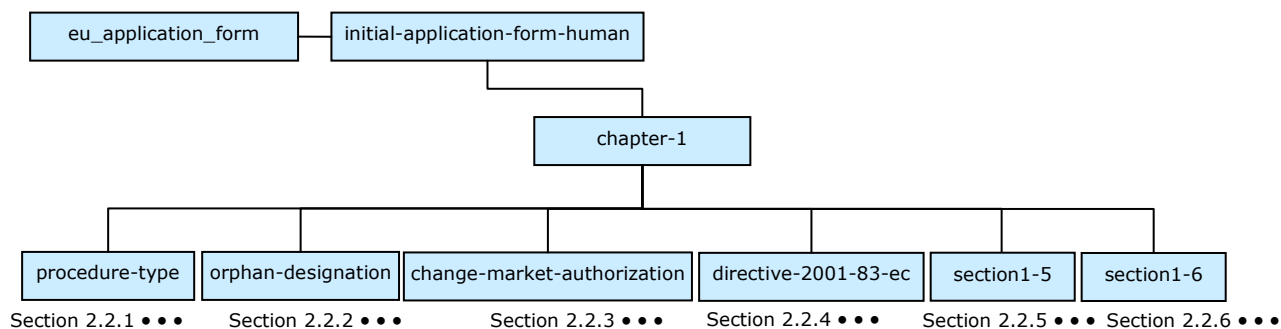 eu_application_form initial-application-form-human
chapter-1
procedure-type orphan-designation change-market-authorization directive-2001-83-ec section1-5 section1-6
Section 2.2.1 ● ● ● Section 2.2.2 ● ● ● Section 2.2.3 ● ● ● Section 2.2.4 ● ● ● Section 2.2.5 ● ● ● Section 2.2.6 ● ● ●